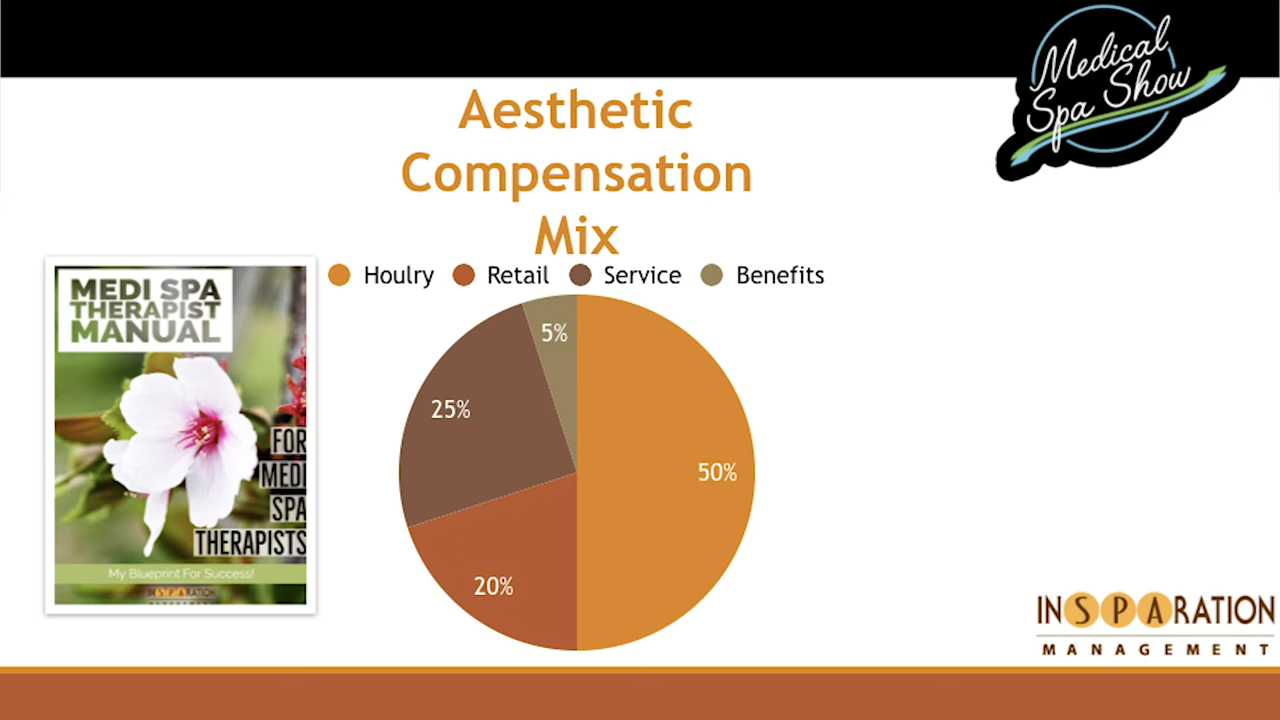 Medical
Spa Show
Aesthetic
Compensation
Mix
Houlry Retail Service Benefits
MEDI SPA
THERAPIST
MANUAL
FOR
MEDI
SPA
THERAPISTS
My Blueprint For Success!
INSPARATION
MANAGEMENT
5%
25%
50%
20%
INSPARATION
MANAGEMENT